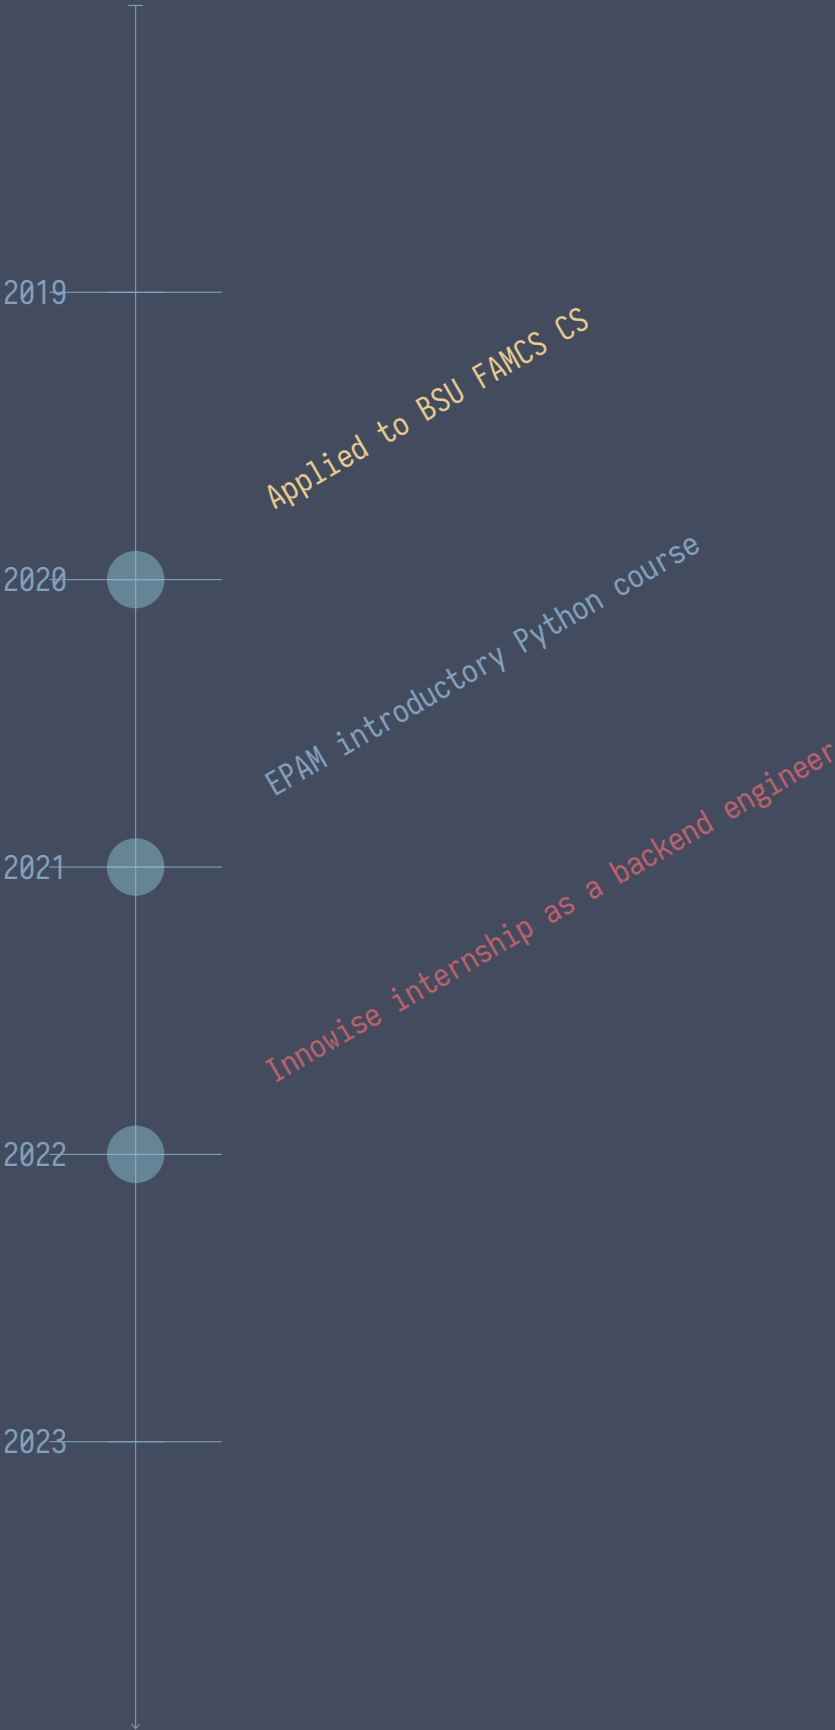 2019
Applied to BSU FAMCS CS
2020
EPAM introductory Python course
2021
Innowise internship as a backend engineer
2022
2023